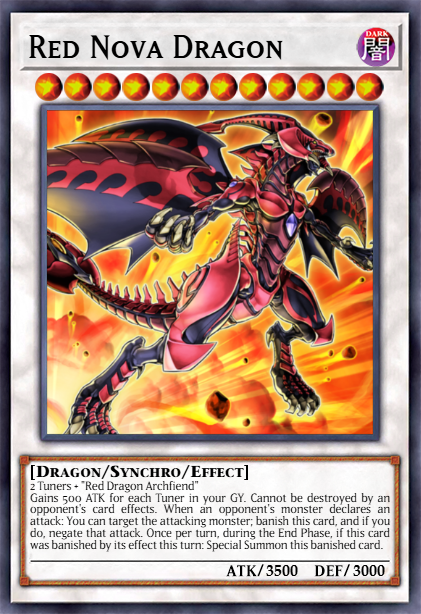 Red Nova Dragon
DARK
闇
[Dragon/Synchro/Effect]
2 Tuners + "Red Dragon Archfiend"
Gains 500 ATK for each Tuner in your GY. Cannot be destroyed by an
opponent's card effects. When an opponent's monster declares an
attack: You can target the attacking monster; banish this card, and if you
do, negate that attack. Once per turn, during the End Phase, if this card
was banished by its effect this turn: Special Summon this banished card.
ATK/3500 DEF/3000